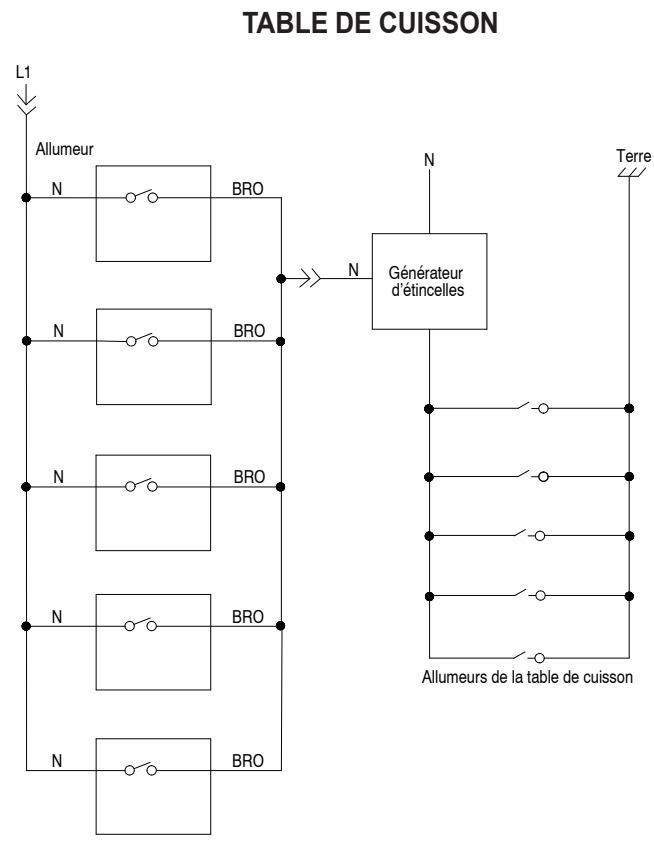 TABLE DE CUISSON
L1
Allumeur
N BRO
N
Terre
N
Générateur
d'étincelles
N BRO
N BRO
N BRO
Allumeurs de la table de cuisson
N BRO